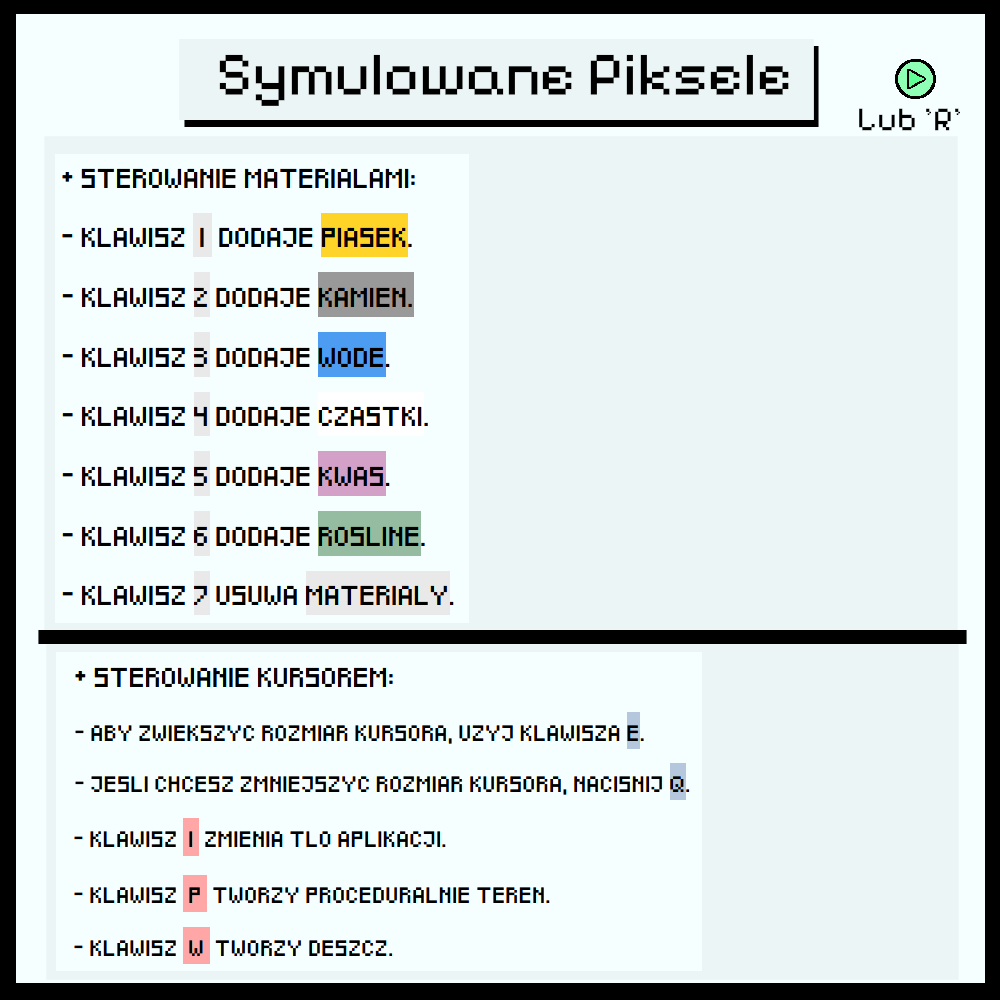 Symulowane Piksele
Lub 'R'
+ STEROWANIE MATERIALAMI:
- KLAWISZ 1 DODAJE PIASEK.
- KLAWISZ 2 DODAJE KAMIEN.
- KLAWISZ 3 DODAJE WODE.
- KLAWISZ 4 DODAJE CZASTKI.
- KLAWISZ 5 DODAJE KWAS.
- KLAWISZ 6 DODAJE ROSLINE.
- KLAWISZ 7 USUWA MATERIALY.
+ STEROWANIE KURSOREM:
- ABY ZWIEKSZYC ROZMIAR KURSORA, UZYJ KLAWISZA E.
- JESLI CHCESZ ZMNIEJSZYC ROZMIAR KURSORA, NACISNIJ Q.
- KLAWISZ I ZMIENIA TLO APLIKACJI.
- KLAWISZ P TWORZY PROCEDURALNIE TEREN.
- KLAWISZ W TWORZY DESZCZ.